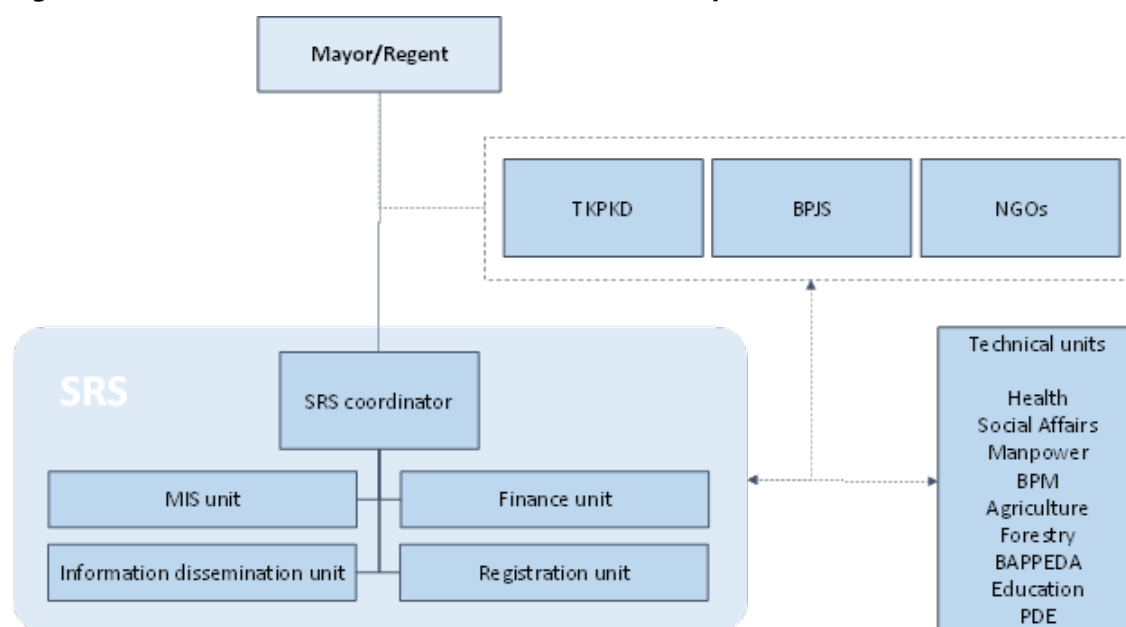 Mayor/Regent
TKPKD
BPJS
NGOs
SRS
SRS coordinator
MIS unit
Finance unit
Information dissemination unit
Registration unit
Technical units
Health
Social Affairs
Manpower
BPM
Agriculture
Forestry
BAPPEDA
Education
PDE